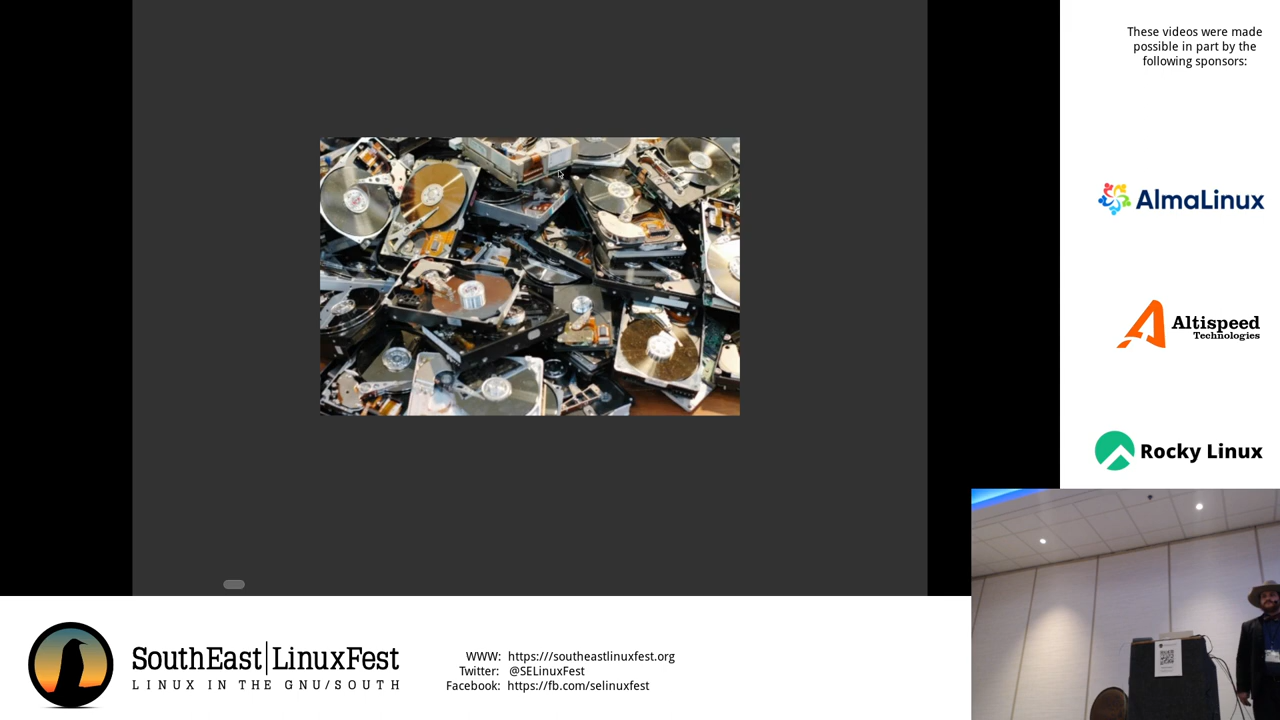 These videos were made
possible in part by the
following sponsors:
AlmaLinux
Altispeed
Technologies
Rocky Linux
SouthEast LinuxFest
LINUX IN THE GNU/SOUTH
WWW: https:///southeastlinuxfest.org
Twitter: @SELinuxFest
Facebook: https://fb.com/selinuxfest